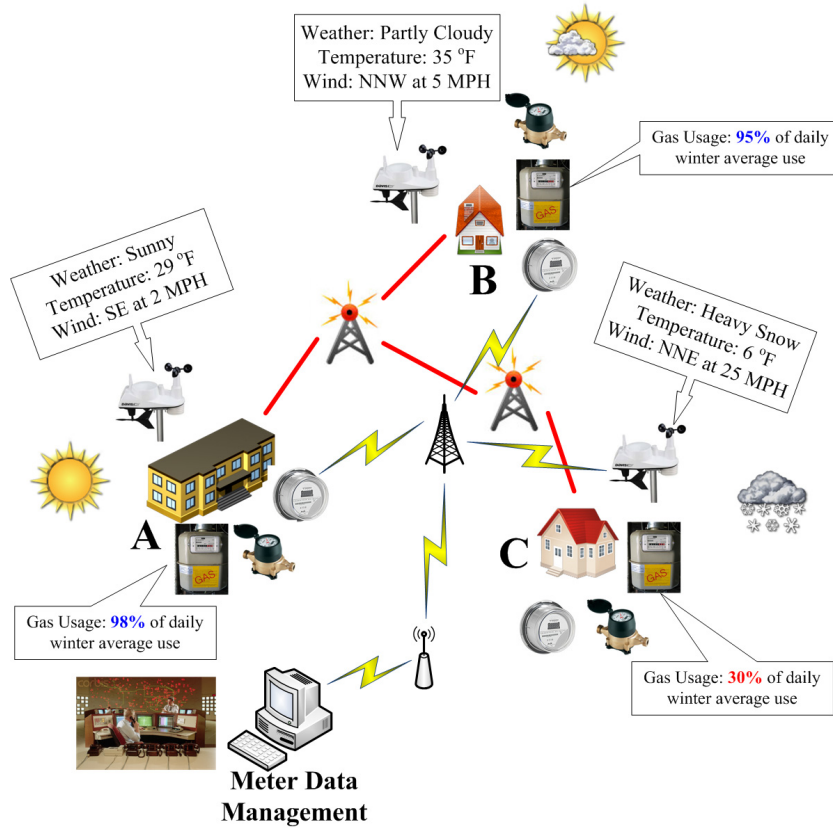 Weather: Partly Cloudy
Temperature: 35 °F
Wind: NNW at 5 MPH
Gas Usage: 95% of daily
winter average use
GAS
B
Weather: Sunny
Temperature: 29 °F
Wind: SE at 2 MPH
Weather: Heavy Snow
Temperature: 6 °F
Wind: NNE at 25 MPH
A
GAS
C
GAS
Gas Usage: 98% of daily
winter average use
Gas Usage: 30% of daily
winter average use
Meter Data
Management